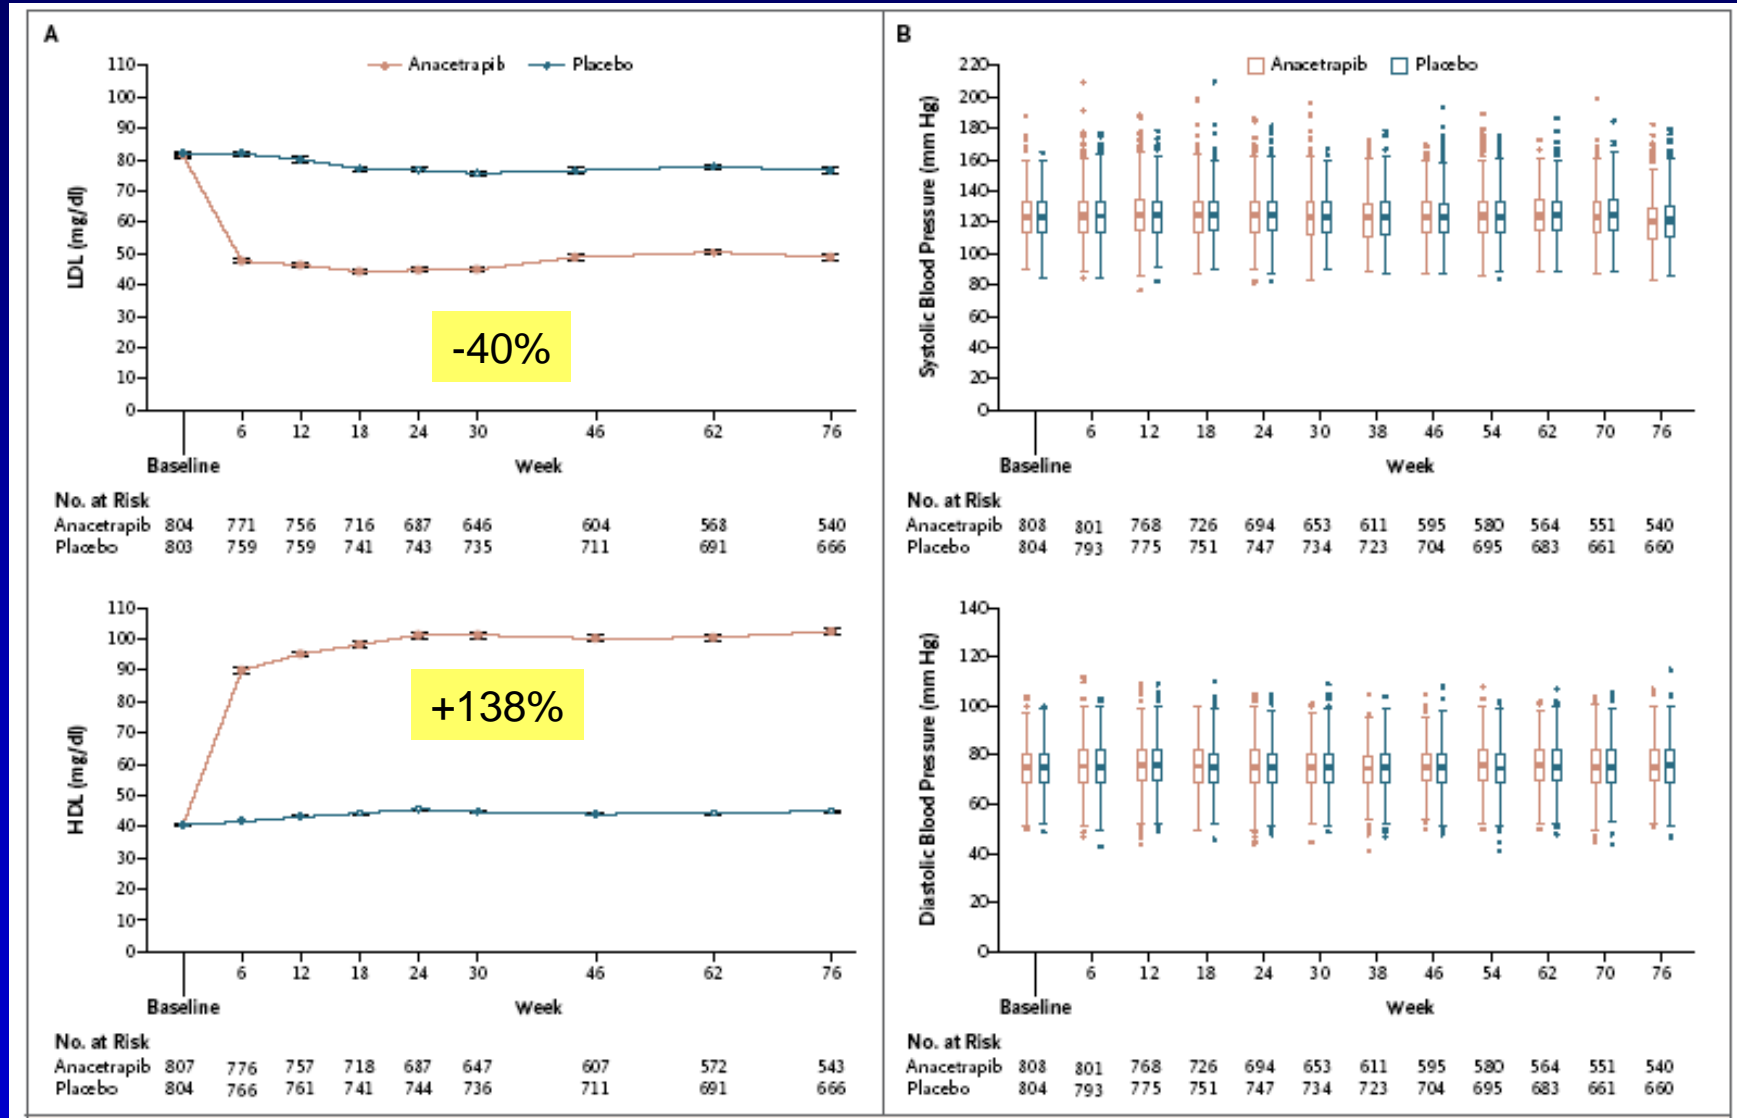 A
Anacetrapib Placebo
110
100
90
80
70
60
50
40
30
20
10
0
LDL (mg/dl)
-40%
6 12 18 24 30 46 62 76
Baseline Week
No. at Risk
Anacetrapib 804 771 756 716 687 646 604 568 540
Placebo 803 759 759 741 743 735 711 691 666
110
100
90
80
70
60
50
40
30
20
10
0
HDL (mg/dl)
+138%
6 12 18 24 30 46 62 76
Baseline Week
No. at Risk
Anacetrapib 807 776 757 718 687 647 607 572 543
Placebo 804 766 761 741 744 736 711 691 666
B
Anacetrapib Placebo
220
200
180
160
140
120
100
80
60
40
20
0
Systolic Blood Pressure (mm Hg)
6 12 18 24 30 38 46 54 62 70 76
Baseline Week
No. at Risk
Anacetrapib 808 801 768 726 694 653 611 595 580 564 551 540
Placebo 804 793 775 751 747 734 723 704 695 683 661 660
140
120
100
80
60
40
20
0
Diastolic Blood Pressure (mm Hg)
6 12 18 24 30 38 46 54 62 70 76
Baseline Week
No. at Risk
Anacetrapib 808 801 768 726 694 653 611 595 580 564 551 540
Placebo 804 793 775 751 747 734 723 704 695 683 661 660